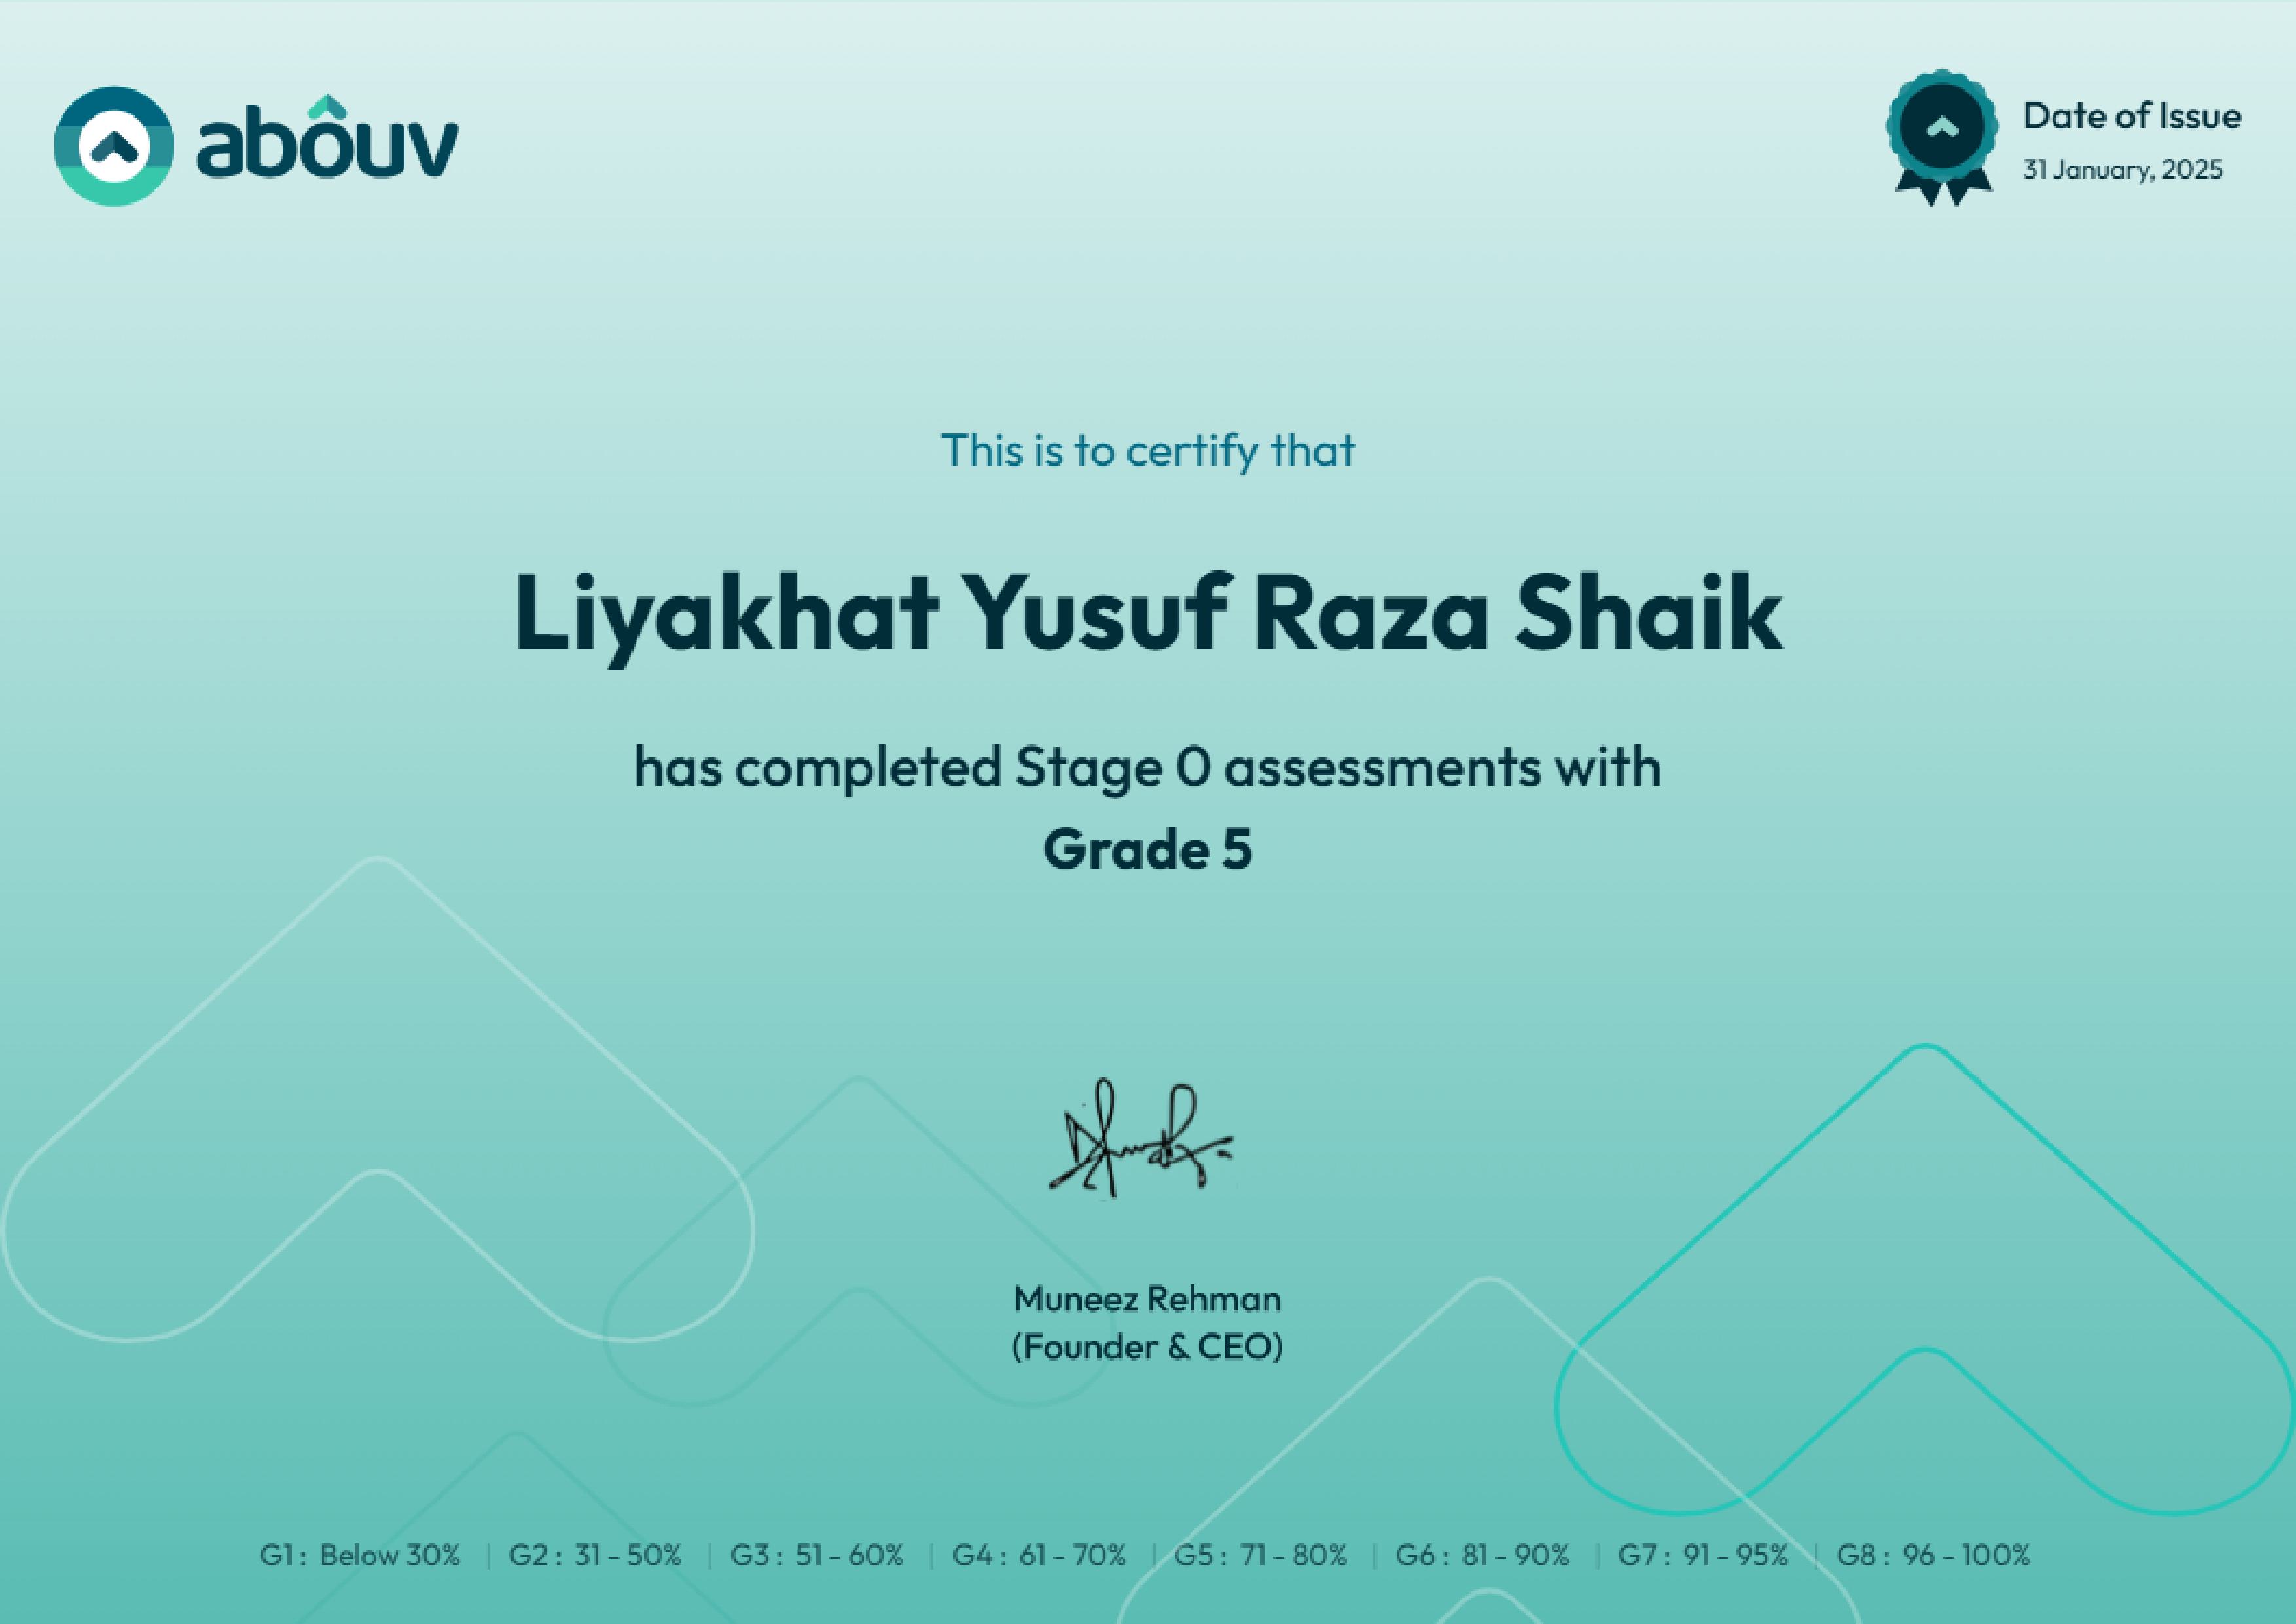 abôuv
Date of Issue
31 January, 2025
This is to certify that
Liyakhat Yusuf Raza Shaik
has completed Stage 0 assessments with
Grade 5
Muneez Rehman
(Founder & CEO)
G1 : Below 30% | G2 : 31 - 50% | G3 : 51 - 60% | G4 : 61 - 70% | G5 : 71 - 80% | G6 : 81 - 90% | G7 : 91 - 95% | G8 : 96 - 100%